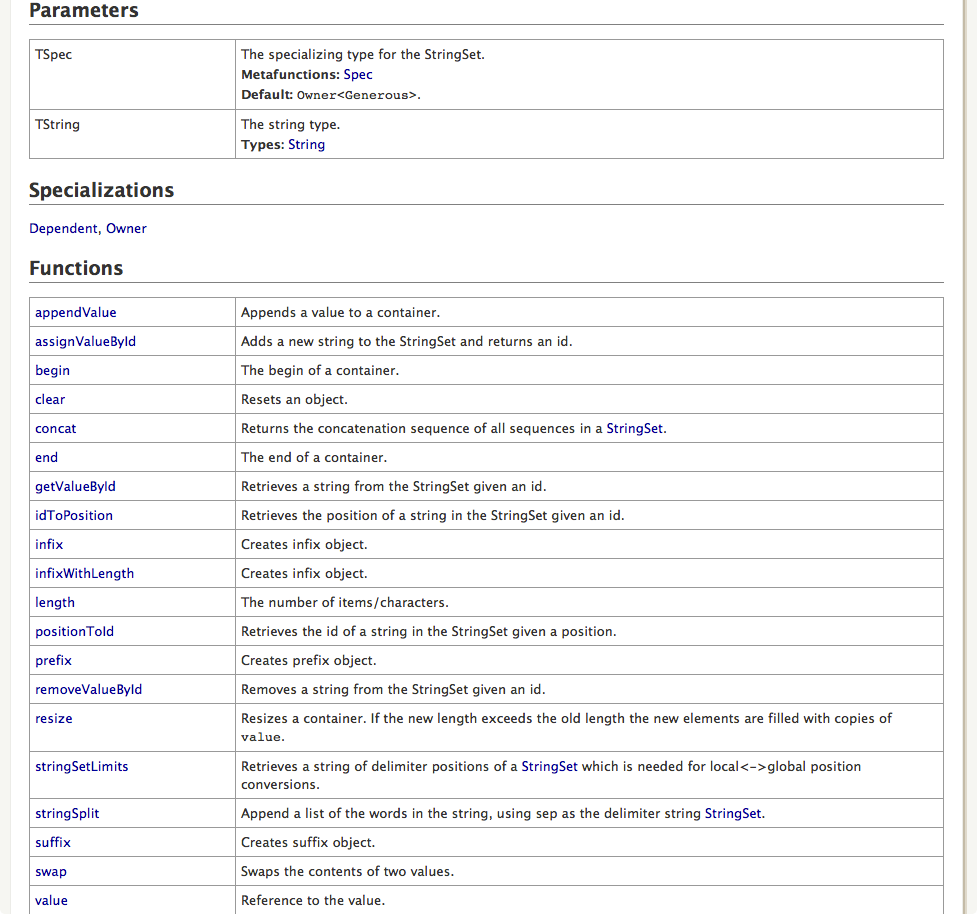 Parameters
TSpec
The specializing type for the StringSet.
Metafunctions: Spec
Default: Owner<Generous>.
TString
The string type.
Types: String
Specializations
Dependent, Owner
Functions
appendValue Appends a value to a container.
assignValueById Adds a new string to the StringSet and returns an id.
begin The begin of a container.
clear Resets an object.
concat Returns the concatenation sequence of all sequences in a StringSet.
end The end of a container.
getValueById Retrieves a string from the StringSet given an id.
idToPosition Retrieves the position of a string in the StringSet given an id.
infix Creates infix object.
infixWithLength Creates infix object.
length The number of items/characters.
positionToId Retrieves the id of a string in the StringSet given a position.
prefix Creates prefix object.
removeValueById Removes a string from the StringSet given an id.
resize Resizes a container. If the new length exceeds the old length the new elements are filled with copies of
value.
stringSetLimits Retrieves a string of delimiter positions of a StringSet which is needed for local<->global position
conversions.
stringSplit Append a list of the words in the string, using sep as the delimiter string StringSet.
suffix Creates suffix object.
swap Swaps the contents of two values.
value Reference to the value.